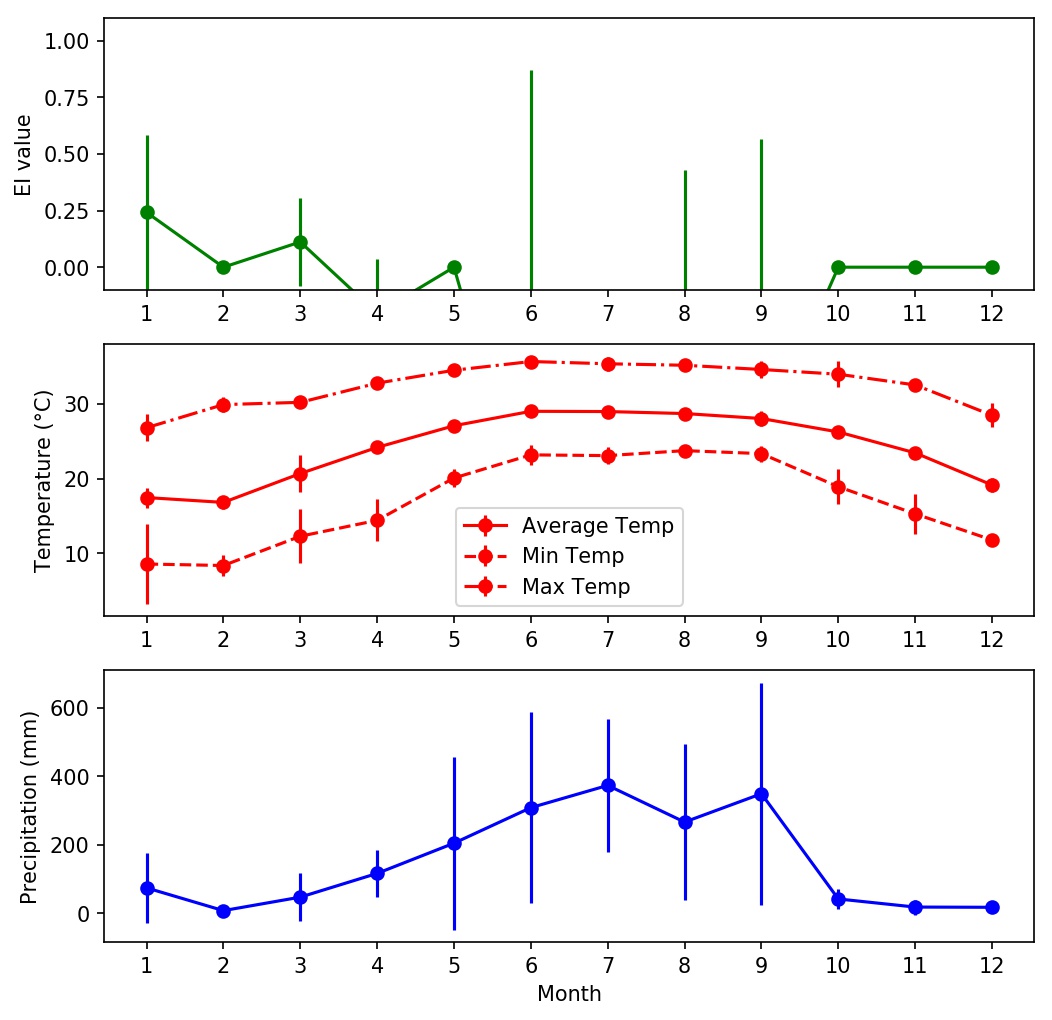 EI value
1.00
0.75
0.50
0.25
0.00
1 2 3 4 5 6 7 8 9 10 11 12
Temperature (°C)
30
20
10
Average Temp
Min Temp
Max Temp
1 2 3 4 5 6 7 8 9 10 11 12
Precipitation (mm)
600
400
200
0
1 2 3 4 5 6 7 8 9 10 11 12
Month